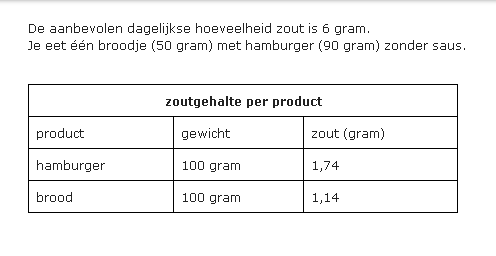 De aanbevolen dagelijkse hoeveelheid zout is 6 gram.
Je eet één broodje (50 gram) met hamburger (90 gram) zonder saus.
zoutgehalte per product
product gewicht zout (gram)
hamburger 100 gram 1,74
brood 100 gram 1,14